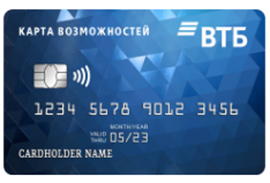 КАРТА ВОЗМОЖНОСТЕЙ
ВТБ
1234 5678 9012 3456
MONTH/YEAR
VALID THRU 05/23
CARDHOLDER NAME